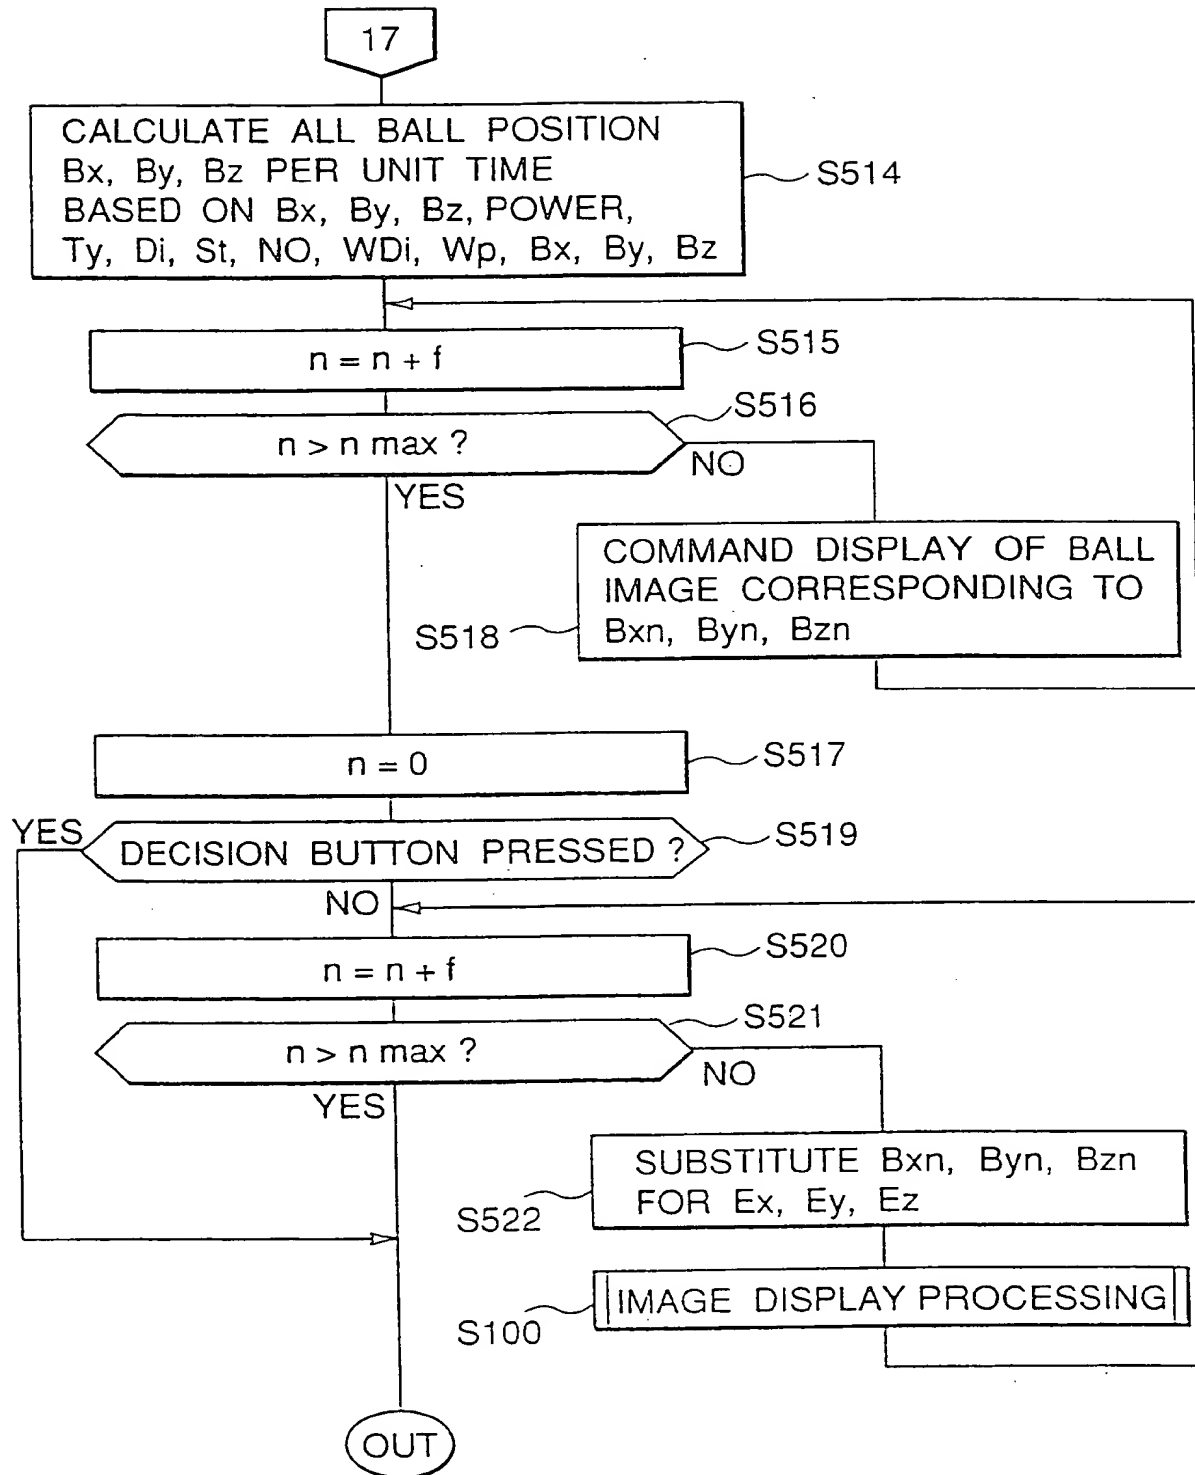 17
CALCULATE ALL BALL POSITION
Bx, By, Bz PER UNIT TIME
BASED ON Bx, By, Bz, POWER,
Ty, Di, St, NO, WDi, Wp, Bx, By, Bz
S514
n = n + f
S515
n > n max ?
S516
NO
YES
COMMAND DISPLAY OF BALL
IMAGE CORRESPONDING TO
Bxn, Byn, Bzn
S518
n = 0
S517
YES
DECISION BUTTON PRESSED ?
S519
NO
n = n + f
S520
n > n max ?
S521
NO
YES
SUBSTITUTE Bxn, Byn, Bzn
FOR Ex, Ey, Ez
S522
IMAGE DISPLAY PROCESSING
S100
OUT